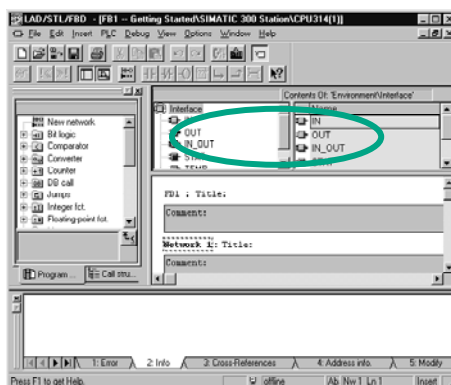 LAD/STL/FBD - [FB1 -- Getting Started\SIMATIC 300 Station\CPU314(1)]
File Edit Insert PLC Debug View Options Window Help
Contents Of: 'Environment\Interface'
Interface
OUT
IN_OUT
Name
IN
OUT
IN_OUT
New network
Bit logic
Comparator
Converter
Counter
DB call
Jumps
Integer fct.
Floating-point fct.
Program ...
Call stru...
FB1 : Title:
Comment:
Network 1: Title:
Comment:
1: Error
2: Info
3: Cross-References
4: Address info.
5: Modify
Press F1 to get Help.
offline
Abs
Nw 1 Ln 1
Insert